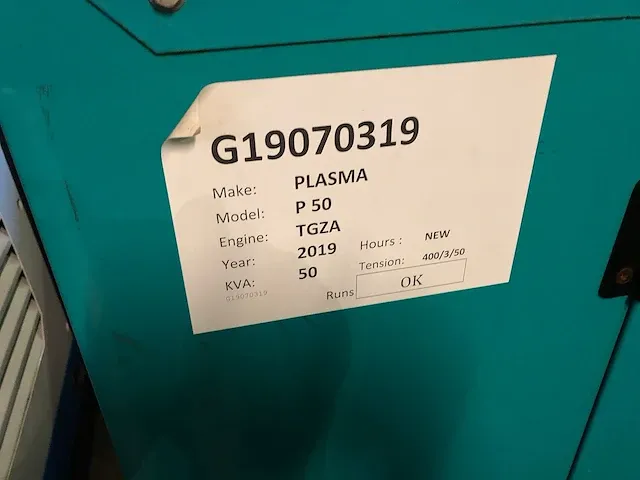 G19070319
Make: PLASMA
Model: P 50
Engine: TGZA
Year: 2019 Hours : NEW
KVA: 50 Tension: 400/3/50
G19070319 Runs OK